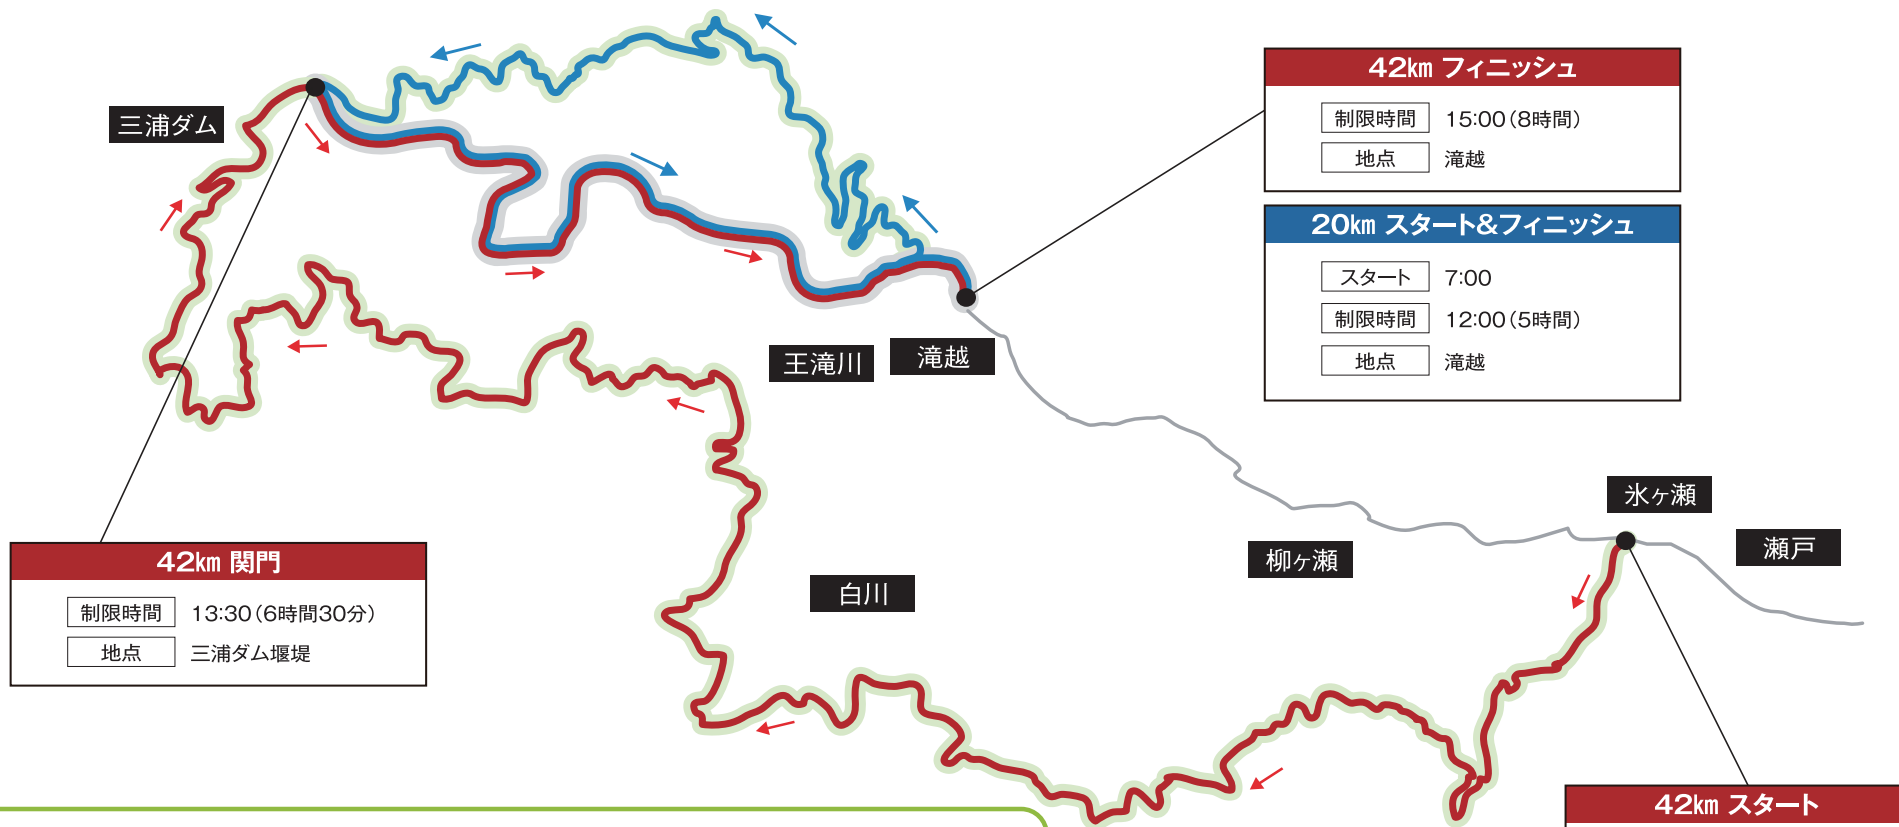 三浦ダム
42km フィニッシュ
制限時間 15:00(8時間)
地点 滝越
20km スタート&フィニッシュ
スタート 7:00
制限時間 12:00(5時間)
地点 滝越
王滝川
滝越
氷ヶ瀬
瀬戸
柳ヶ瀬
白川
42km 関門
制限時間 13:30(6時間30分)
地点 三浦ダム堰堤
42km スタート